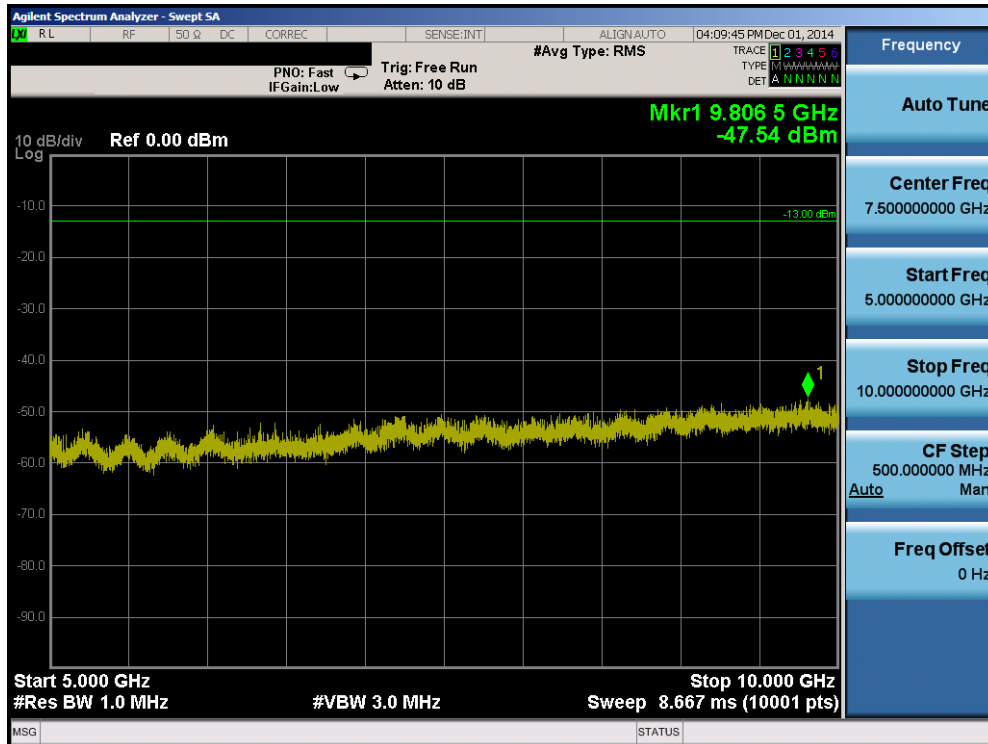 Agilent Spectrum Analyzer - Swept SA
LXI RL RF 50 Ω DC CORREC SENSE:INT ALIGN AUTO 04:09:45 PM Dec 01, 2014
#Avg Type: RMS TRACE 1 2 3 4 5 6
PNO: Fast Trig: Free Run TYPE M
IFGain:Low Atten: 10 dB DET A N N N N N
Frequency
Mkr1 9.806 5 GHz
-47.54 dBm
10 dB/div Ref 0.00 dBm
Log
-10.0
-13.00 dBm
-20.0
-30.0
-40.0
1
-50.0
-60.0
-70.0
-80.0
-90.0
Start 5.000 GHz Stop 10.000 GHz
#Res BW 1.0 MHz #VBW 3.0 MHz Sweep 8.667 ms (10001 pts)
MSG STATUS
Auto Tune
Center Freq
7.500000000 GHz
Start Freq
5.000000000 GHz
Stop Freq
10.000000000 GHz
CF Step
500.000000 MHz
Auto Man
Freq Offset
0 Hz